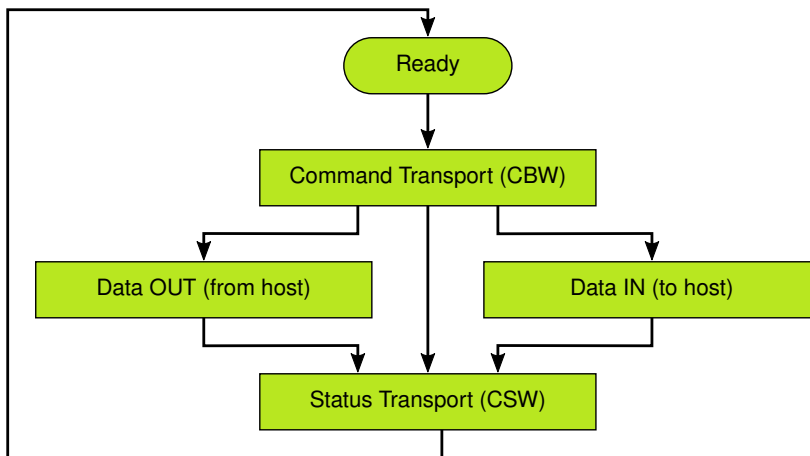 Ready
Command Transport (CBW)
Data OUT (from host)
Data IN (to host)
Status Transport (CSW)